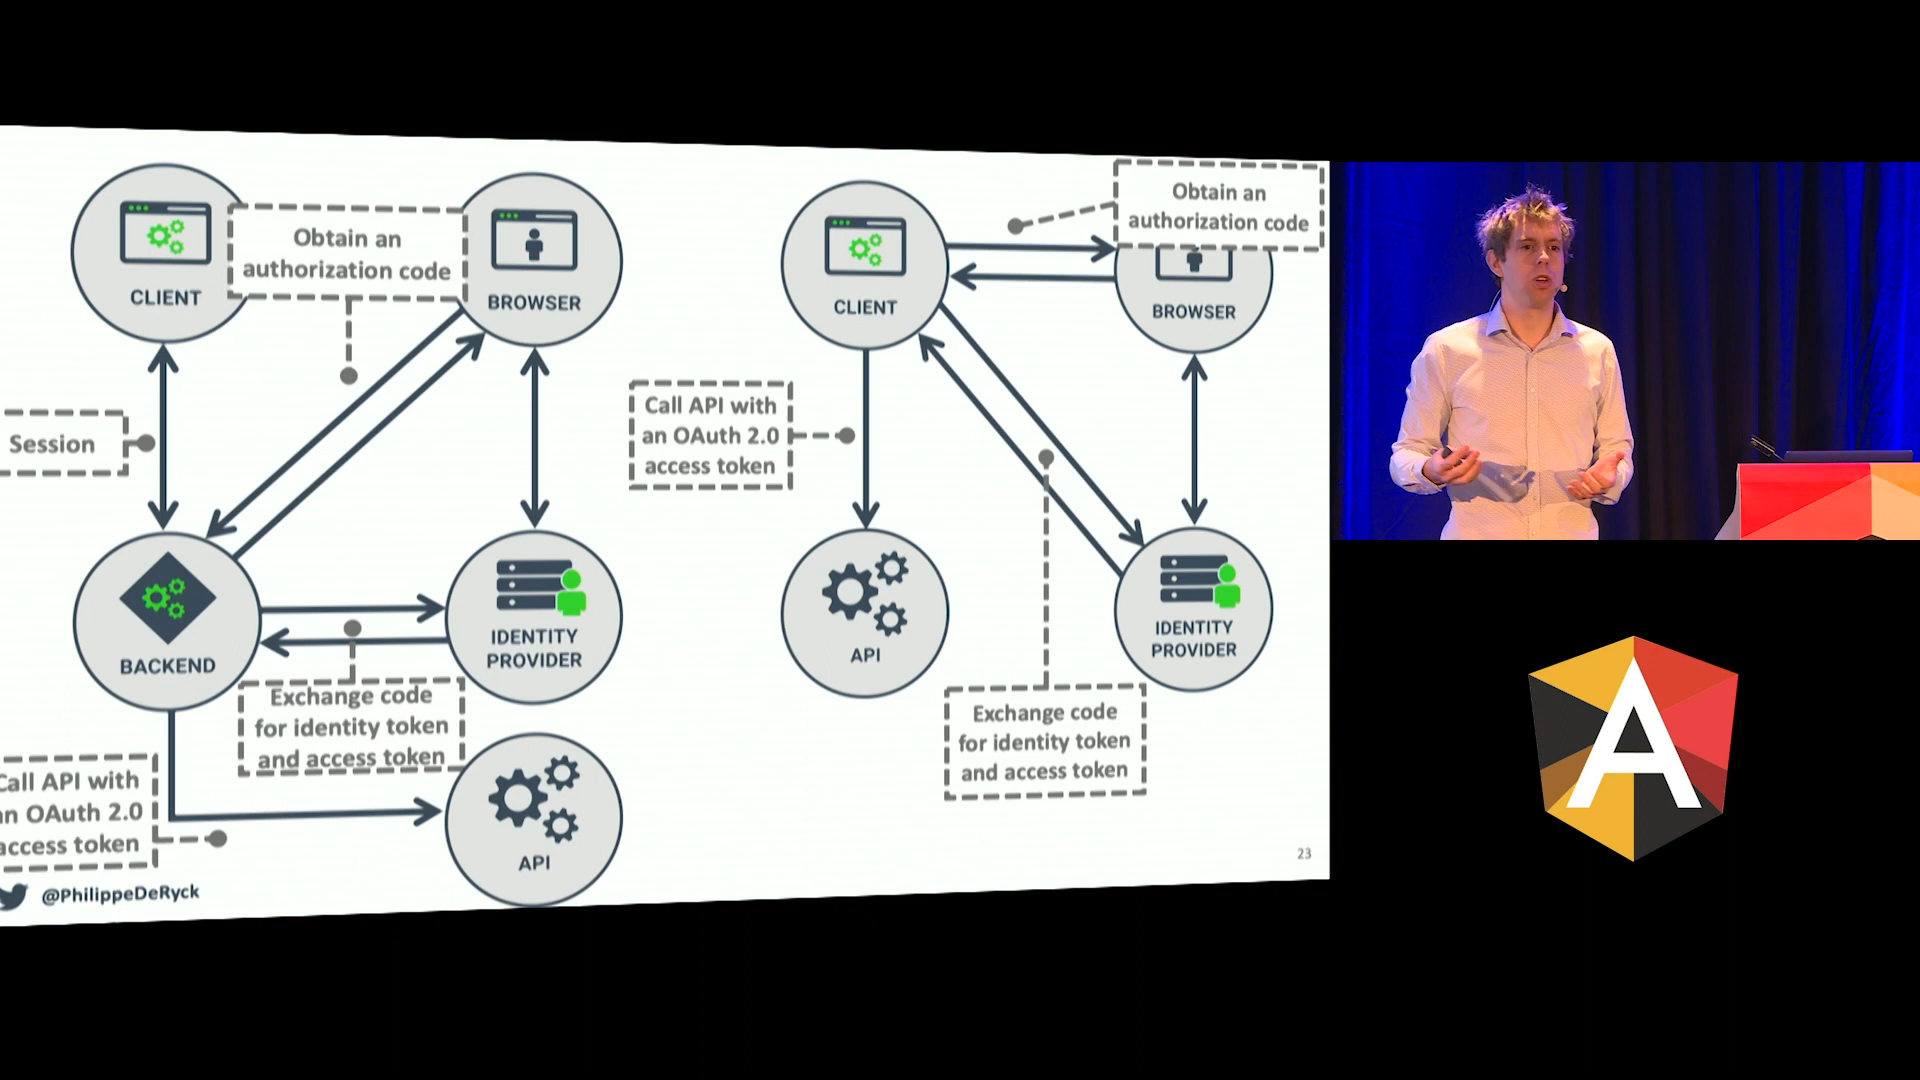 CLIENT
Obtain an
authorization code
BROWSER
Session
BACKEND
IDENTITY
PROVIDER
Exchange code
for identity token
and access token
Call API with
an OAuth 2.0
access token
API
@PhilippeDeRyck
CLIENT
Obtain an
authorization code
BROWSER
Call API with
an OAuth 2.0
access token
API
IDENTITY
PROVIDER
Exchange code
for identity token
and access token
23
A